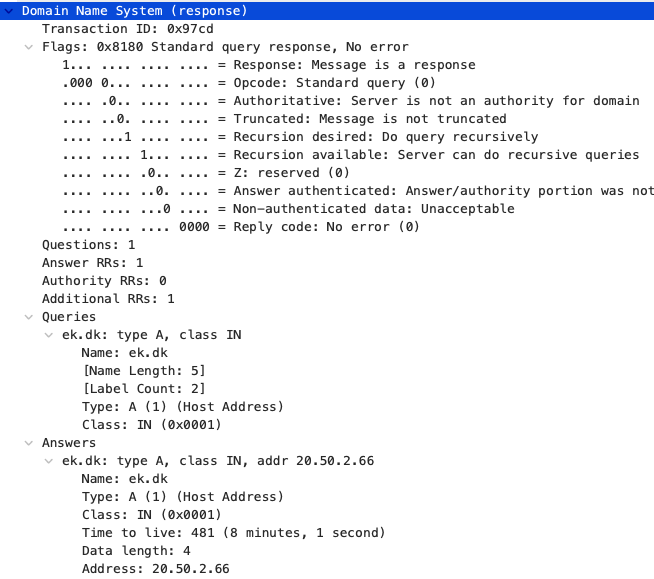 Domain Name System (response)
Transaction ID: 0x97cd
Flags: 0x8180 Standard query response, No error
1... .... .... .... = Response: Message is a response
.000 0... .... .... = Opcode: Standard query (0)
.... .0.. .... .... = Authoritative: Server is not an authority for domain
.... ..0. .... .... = Truncated: Message is not truncated
.... ...1 .... .... = Recursion desired: Do query recursively
.... .... 1... .... = Recursion available: Server can do recursive queries
.... .... .0.. .... = Z: reserved (0)
.... .... ..0. .... = Answer authenticated: Answer/authority portion was not
.... .... ...0 .... = Non-authenticated data: Unacceptable
.... .... .... 0000 = Reply code: No error (0)
Questions: 1
Answer RRs: 1
Authority RRs: 0
Additional RRs: 1
Queries
ek.dk: type A, class IN
Name: ek.dk
[Name Length: 5]
[Label Count: 2]
Type: A (1) (Host Address)
Class: IN (0x0001)
Answers
ek.dk: type A, class IN, addr 20.50.2.66
Name: ek.dk
Type: A (1) (Host Address)
Class: IN (0x0001)
Time to live: 481 (8 minutes, 1 second)
Data length: 4
Address: 20.50.2.66